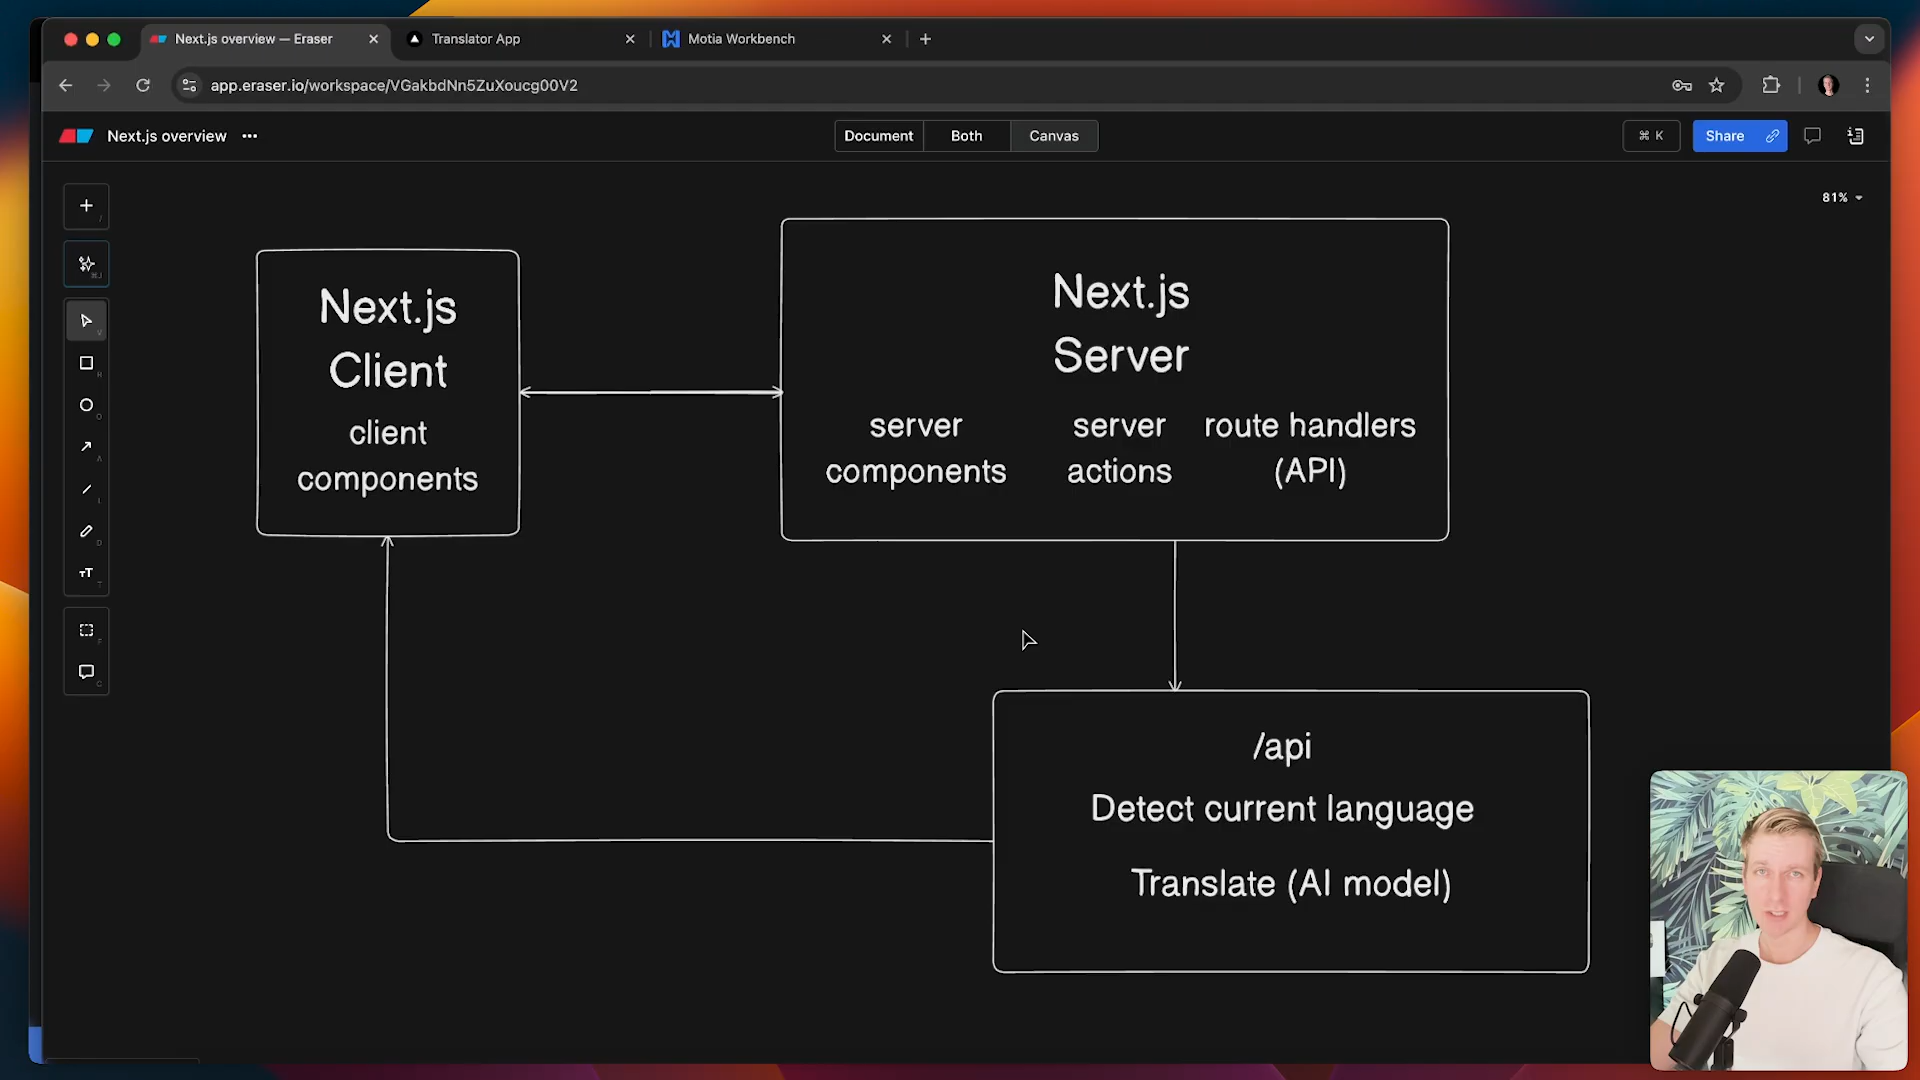 Next.js overview — Eraser
Translator App
Motia Workbench
app.eraser.io/workspace/VGakbdNn5ZuXoucg00V2
Next.js overview
Document
Both
Canvas
⌘ K
Share
81%
Next.js
Client
client
components
Next.js
Server
server
components
server
actions
route handlers
(API)
/api
Detect current language
Translate (AI model)